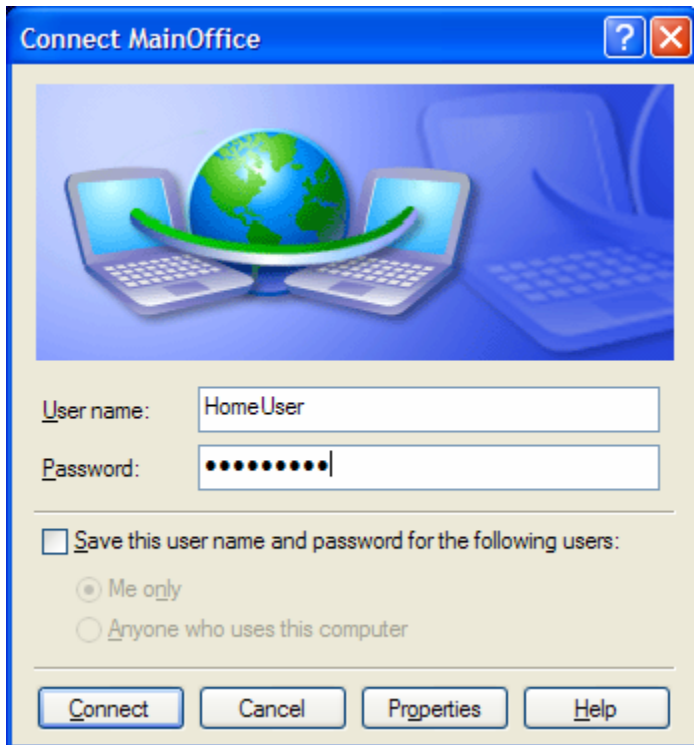 Connect MainOffice
?
X
User name: HomeUser
Password: •••••••••
Save this user name and password for the following users:
Me only
Anyone who uses this computer
Connect Cancel Properties Help